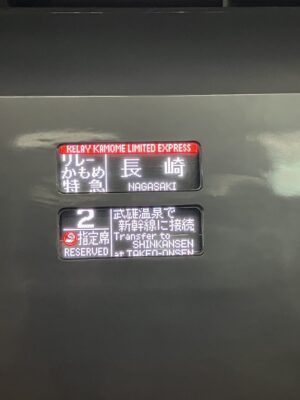 RELAY KAMOME LIMITED EXPRESS
リレー
かもめ
特急
長崎
NAGASAKI
2
指定席
RESERVED
武雄温泉で
新幹線に接続
Transfer to
SHINKANSEN
at TAKEO-ONSEN